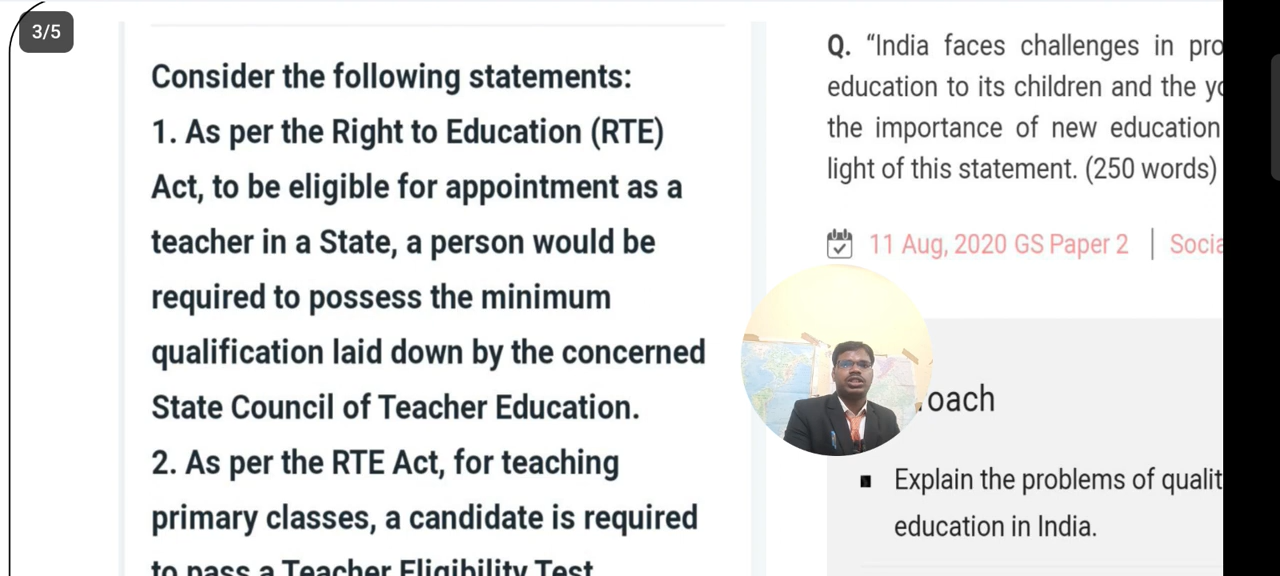 3/5
Consider the following statements:
1. As per the Right to Education (RTE)
Act, to be eligible for appointment as a
teacher in a State, a person would be
required to possess the minimum
qualification laid down by the concerned
State Council of Teacher Education.
2. As per the RTE Act, for teaching
primary classes, a candidate is required
to pass a Teacher Eligibility Test
Q. “India faces challenges in pro
education to its children and the yo
the importance of new education
light of this statement. (250 words)
11 Aug, 2020 GS Paper 2 | Socia
oach
Explain the problems of qualit
education in India.